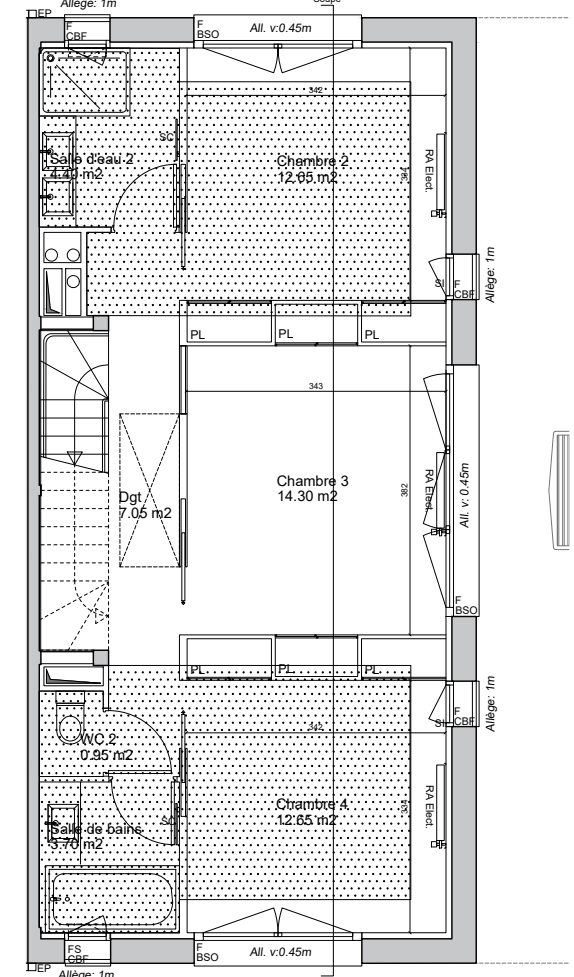 Allège: 1m
Coupe
EP
F
CBF
F
BSO
All. v:0.45m
342
SC
Salle d'eau 2
4.40 m2
Chambre 2
12.65 m2
334
RA Elect.
SI
F
CBF
Allège: 1m
PL
PL
PL
343
Chambre 3
14.30 m2
382
RA Elect.
All. v: 0.45m
Dgt
7.05 m2
F
BSO
PL
PL
PL
SI
F
CBF
Allège: 1m
342
WC 2
0.95 m2
Chambre 4
12.65 m2
334
RA Elect.
SC
Salle de bains
3.70 m2
FS
CBF
F
BSO
All. v:0.45m
EP
Allège: 1m